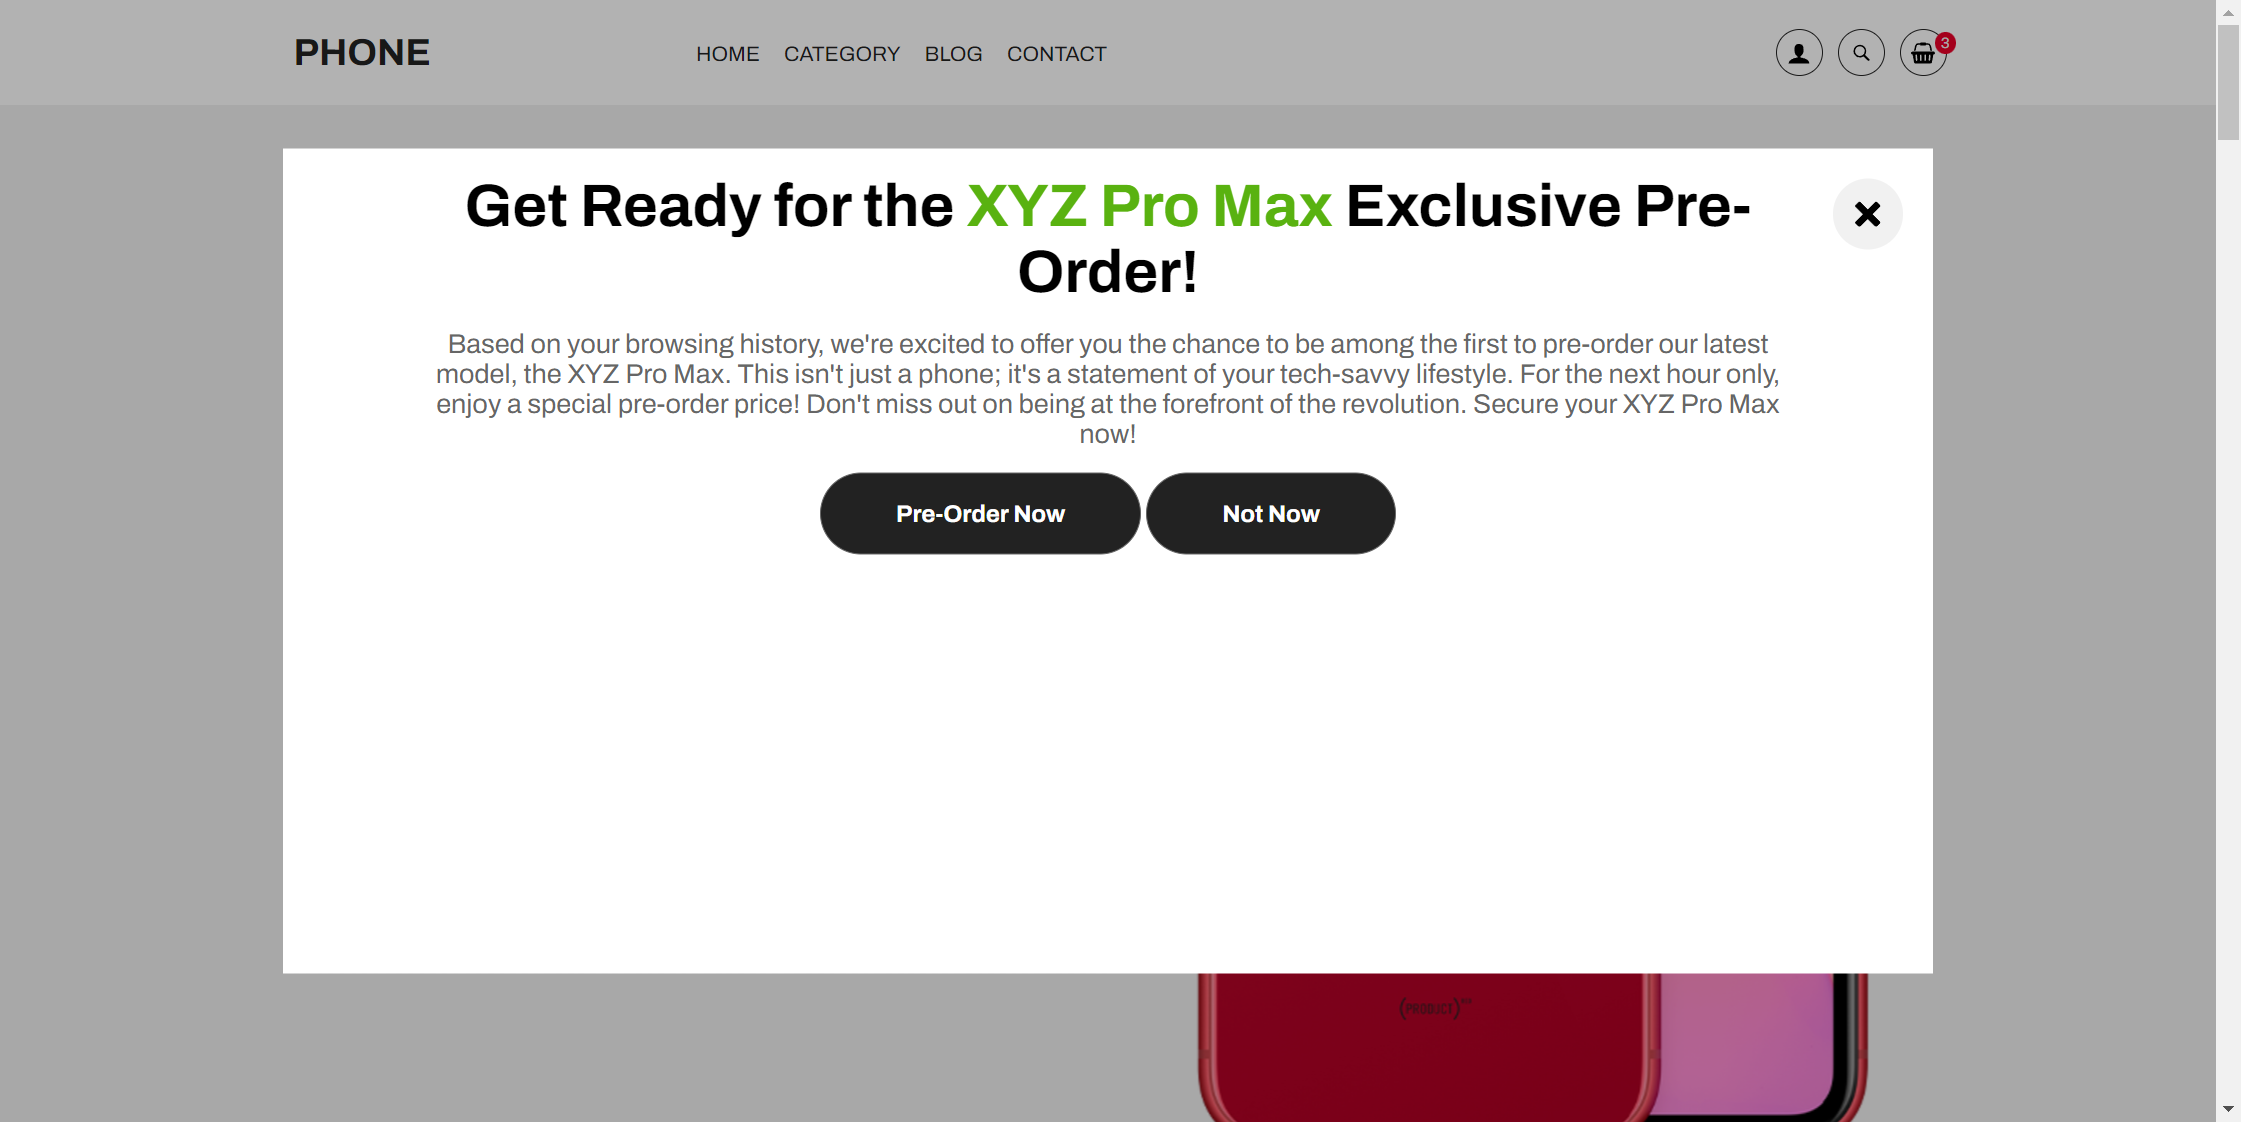 PHONE
HOME CATEGORY BLOG CONTACT
3
Get Ready for the XYZ Pro Max Exclusive Pre-
Order!
Based on your browsing history, we're excited to offer you the chance to be among the first to pre-order our latest
model, the XYZ Pro Max. This isn't just a phone; it's a statement of your tech-savvy lifestyle. For the next hour only,
enjoy a special pre-order price! Don't miss out on being at the forefront of the revolution. Secure your XYZ Pro Max
now!
Pre-Order Now Not Now
(PRODUCT)